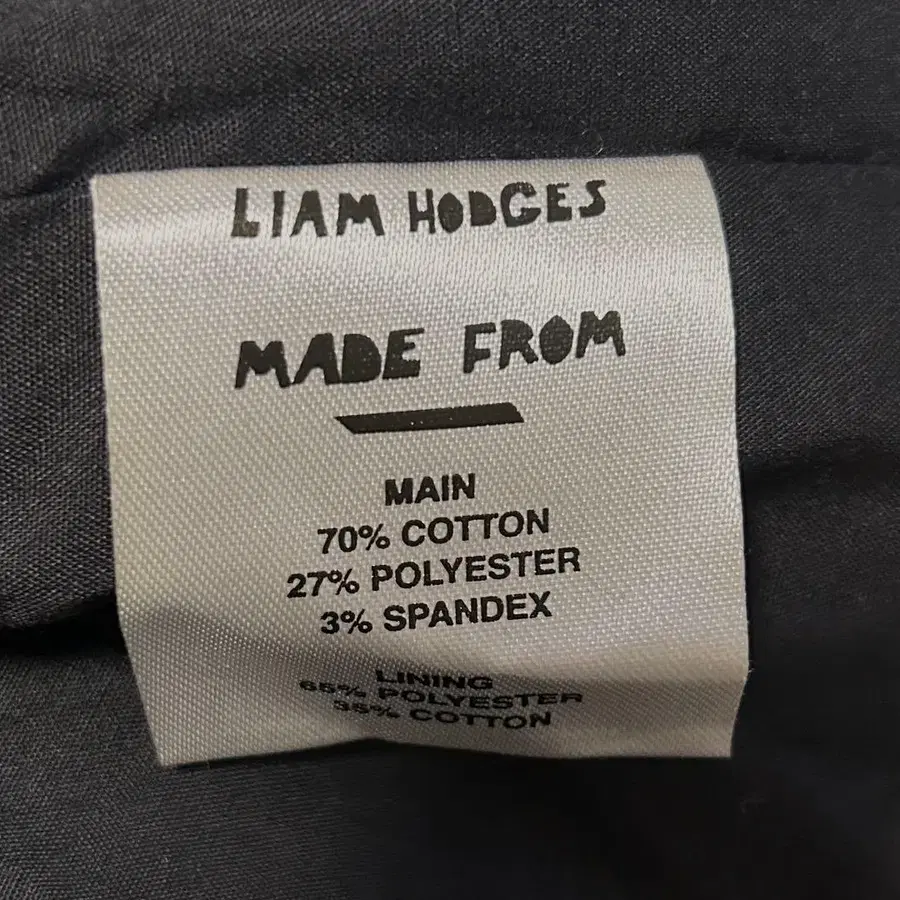 LIAM HODGES
MADE FROM
MAIN
70% COTTON
27% POLYESTER
3% SPANDEX
LINING
65% POLYESTER
35% COTTON